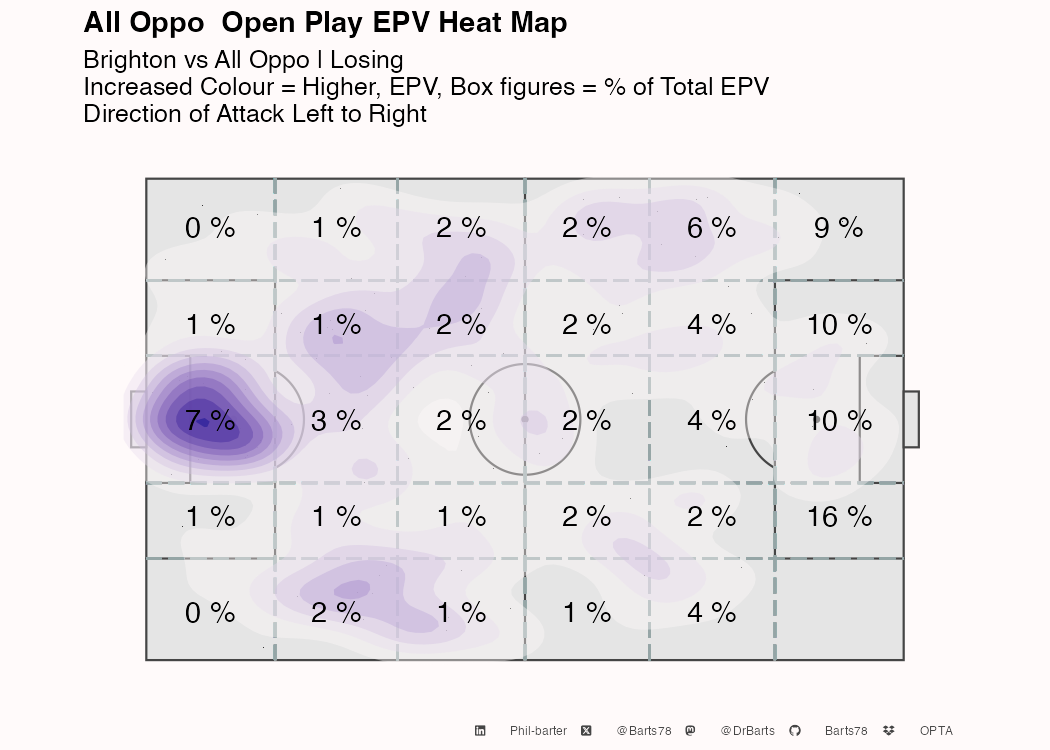 All Oppo  Open Play EPV Heat Map
Brighton vs All Oppo | Losing
Increased Colour = Higher, EPV, Box figures = % of Total EPV
Direction of Attack Left to Right
0 % 1 % 2 % 2 % 6 % 9 %
1 % 1 % 2 % 2 % 4 % 10 %
7 % 3 % 2 % 2 % 4 % 10 %
1 % 1 % 1 % 2 % 2 % 16 %
0 % 2 % 1 % 1 % 4 %
Phil-barter @Barts78 @DrBarts Barts78 OPTA